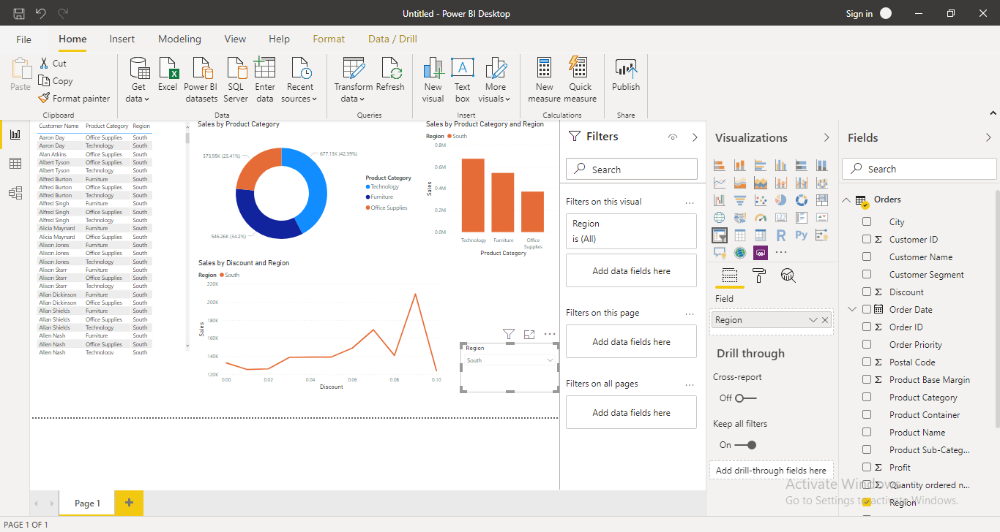 Untitled - Power BI Desktop
Sign in
File Home Insert Modeling View Help Format Data / Drill
Paste
Cut
Copy
Format painter
Clipboard
Get data
Excel
Power BI datasets
SQL Server
Enter data
Recent sources
Data
Transform data
Refresh
Queries
New visual
Text box
More visuals
Insert
New measure
Quick measure
Calculations
Publish
Share
Customer Name Product Category Region
Aaron Day Office Supplies South
Aaron Day Technology South
Alan Atkins Office Supplies South
Albert Tyson Office Supplies South
Albert Tyson Technology South
Alfred Burton Furniture South
Alfred Burton Office Supplies South
Alfred Burton Technology South
Alfred Singh Furniture South
Alfred Singh Office Supplies South
Alfred Singh Technology South
Alicia Maynard Furniture South
Alicia Maynard Office Supplies South
Alison Jones Furniture South
Alison Jones Office Supplies South
Alison Jones Technology South
Alison Starr Furniture South
Alison Starr Office Supplies South
Alison Starr Technology South
Allan Dickinson Furniture South
Allan Dickinson Office Supplies South
Allan Shields Furniture South
Allan Shields Office Supplies South
Allan Shields Technology South
Allen Nash Furniture South
Allen Nash Office Supplies South
Allen Nash Technology South
Sales by Product Category
373.95K (23.41%)
677.13K (42.39%)
546.26K (34.2%)
Product Category
Technology
Furniture
Office Supplies
Sales by Product Category and Region
Region South
0.8M
0.6M
0.4M
0.2M
0.0M
Sales
Technology Furniture Office Supplies
Product Category
Sales by Discount and Region
Region South
220K
200K
180K
160K
140K
120K
Sales
0.00 0.02 0.04 0.06 0.08 0.10
Discount
Region
South
Filters
Search
Filters on this visual ...
Region
is (All)
Add data fields here
Filters on this page ...
Add data fields here
Filters on all pages ...
Add data fields here
Visualizations
R Py
123
...
Field
Region
Drill through
Cross-report
Off
Keep all filters
On
Add drill-through fields here
Fields
Search
Orders
City
Σ Customer ID
Customer Name
Customer Segment
Σ Discount
Order Date
Σ Order ID
Order Priority
Σ Postal Code
Σ Product Base Margin
Product Category
Product Container
Product Name
Product Sub-Categ...
Σ Profit
Σ Quantity ordered n...
Region
Activate Windows
Go to Settings to activate Windows.
Page 1
PAGE 1 OF 1